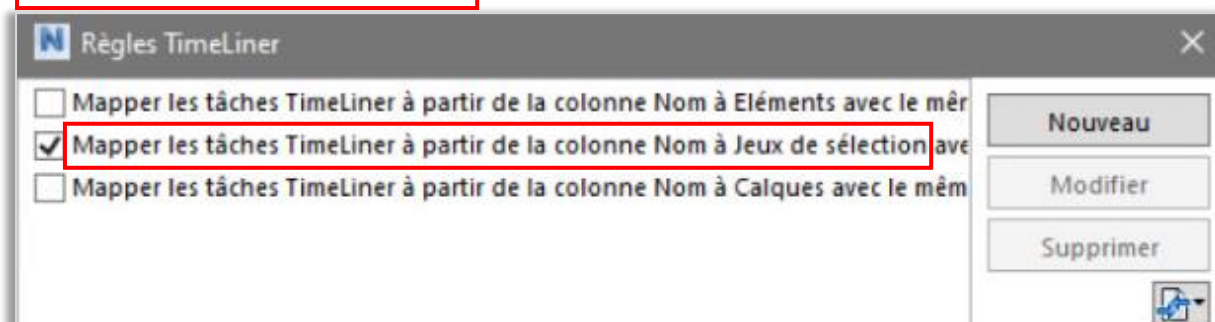 Règles TimeLiner
Mapper les tâches TimeLiner à partir de la colonne Nom à Eléments avec le mêr
Mapper les tâches TimeLiner à partir de la colonne Nom à Jeux de sélection ave
Mapper les tâches TimeLiner à partir de la colonne Nom à Calques avec le mêm
Nouveau
Modifier
Supprimer